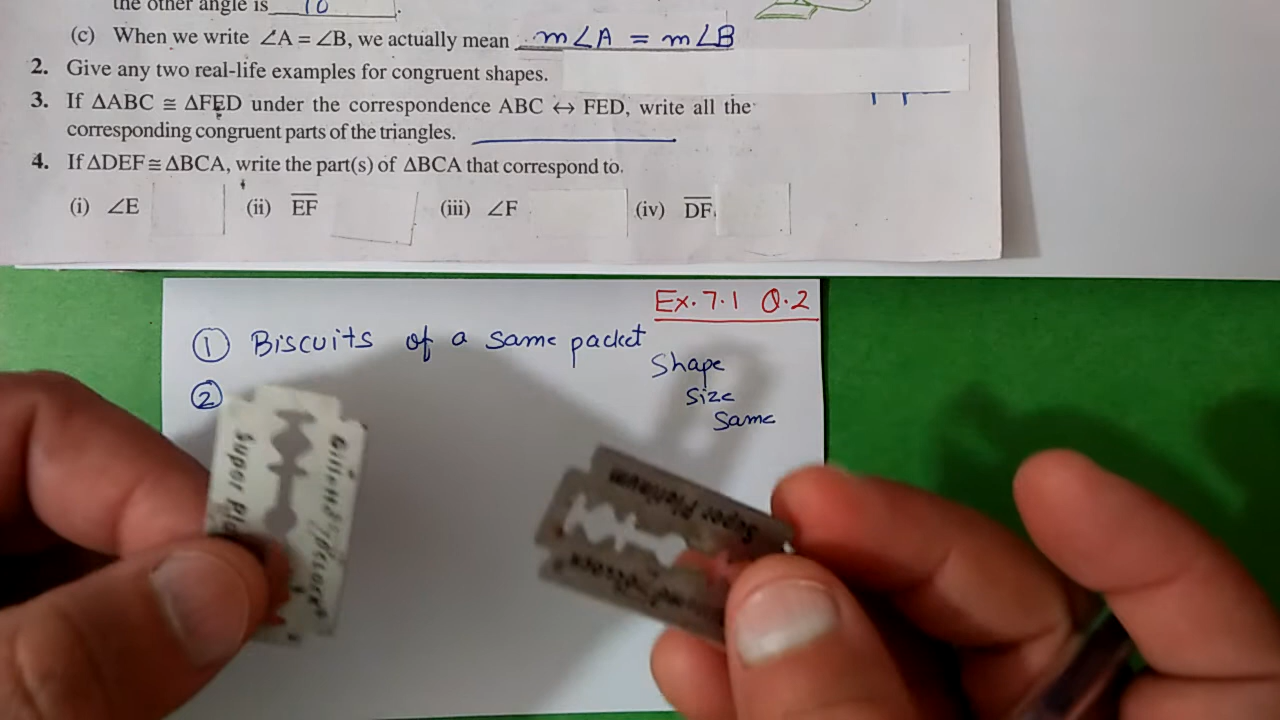 the other angle is 10.
(c) When we write ∠A = ∠B, we actually mean m∠A = m∠B
2. Give any two real-life examples for congruent shapes.
3. If ΔABC ≅ ΔFED under the correspondence ABC ↔ FED, write all the
corresponding congruent parts of the triangles.
4. If ΔDEF ≅ ΔBCA, write the part(s) of ΔBCA that correspond to.
(i) ∠E (ii) E̅F̅ (iii) ∠F (iv) D̅F̅
Ex. 7.1 Q.2
① Biscuits of a same packet
Shape
②
Size
Same
Super
Super Platinum